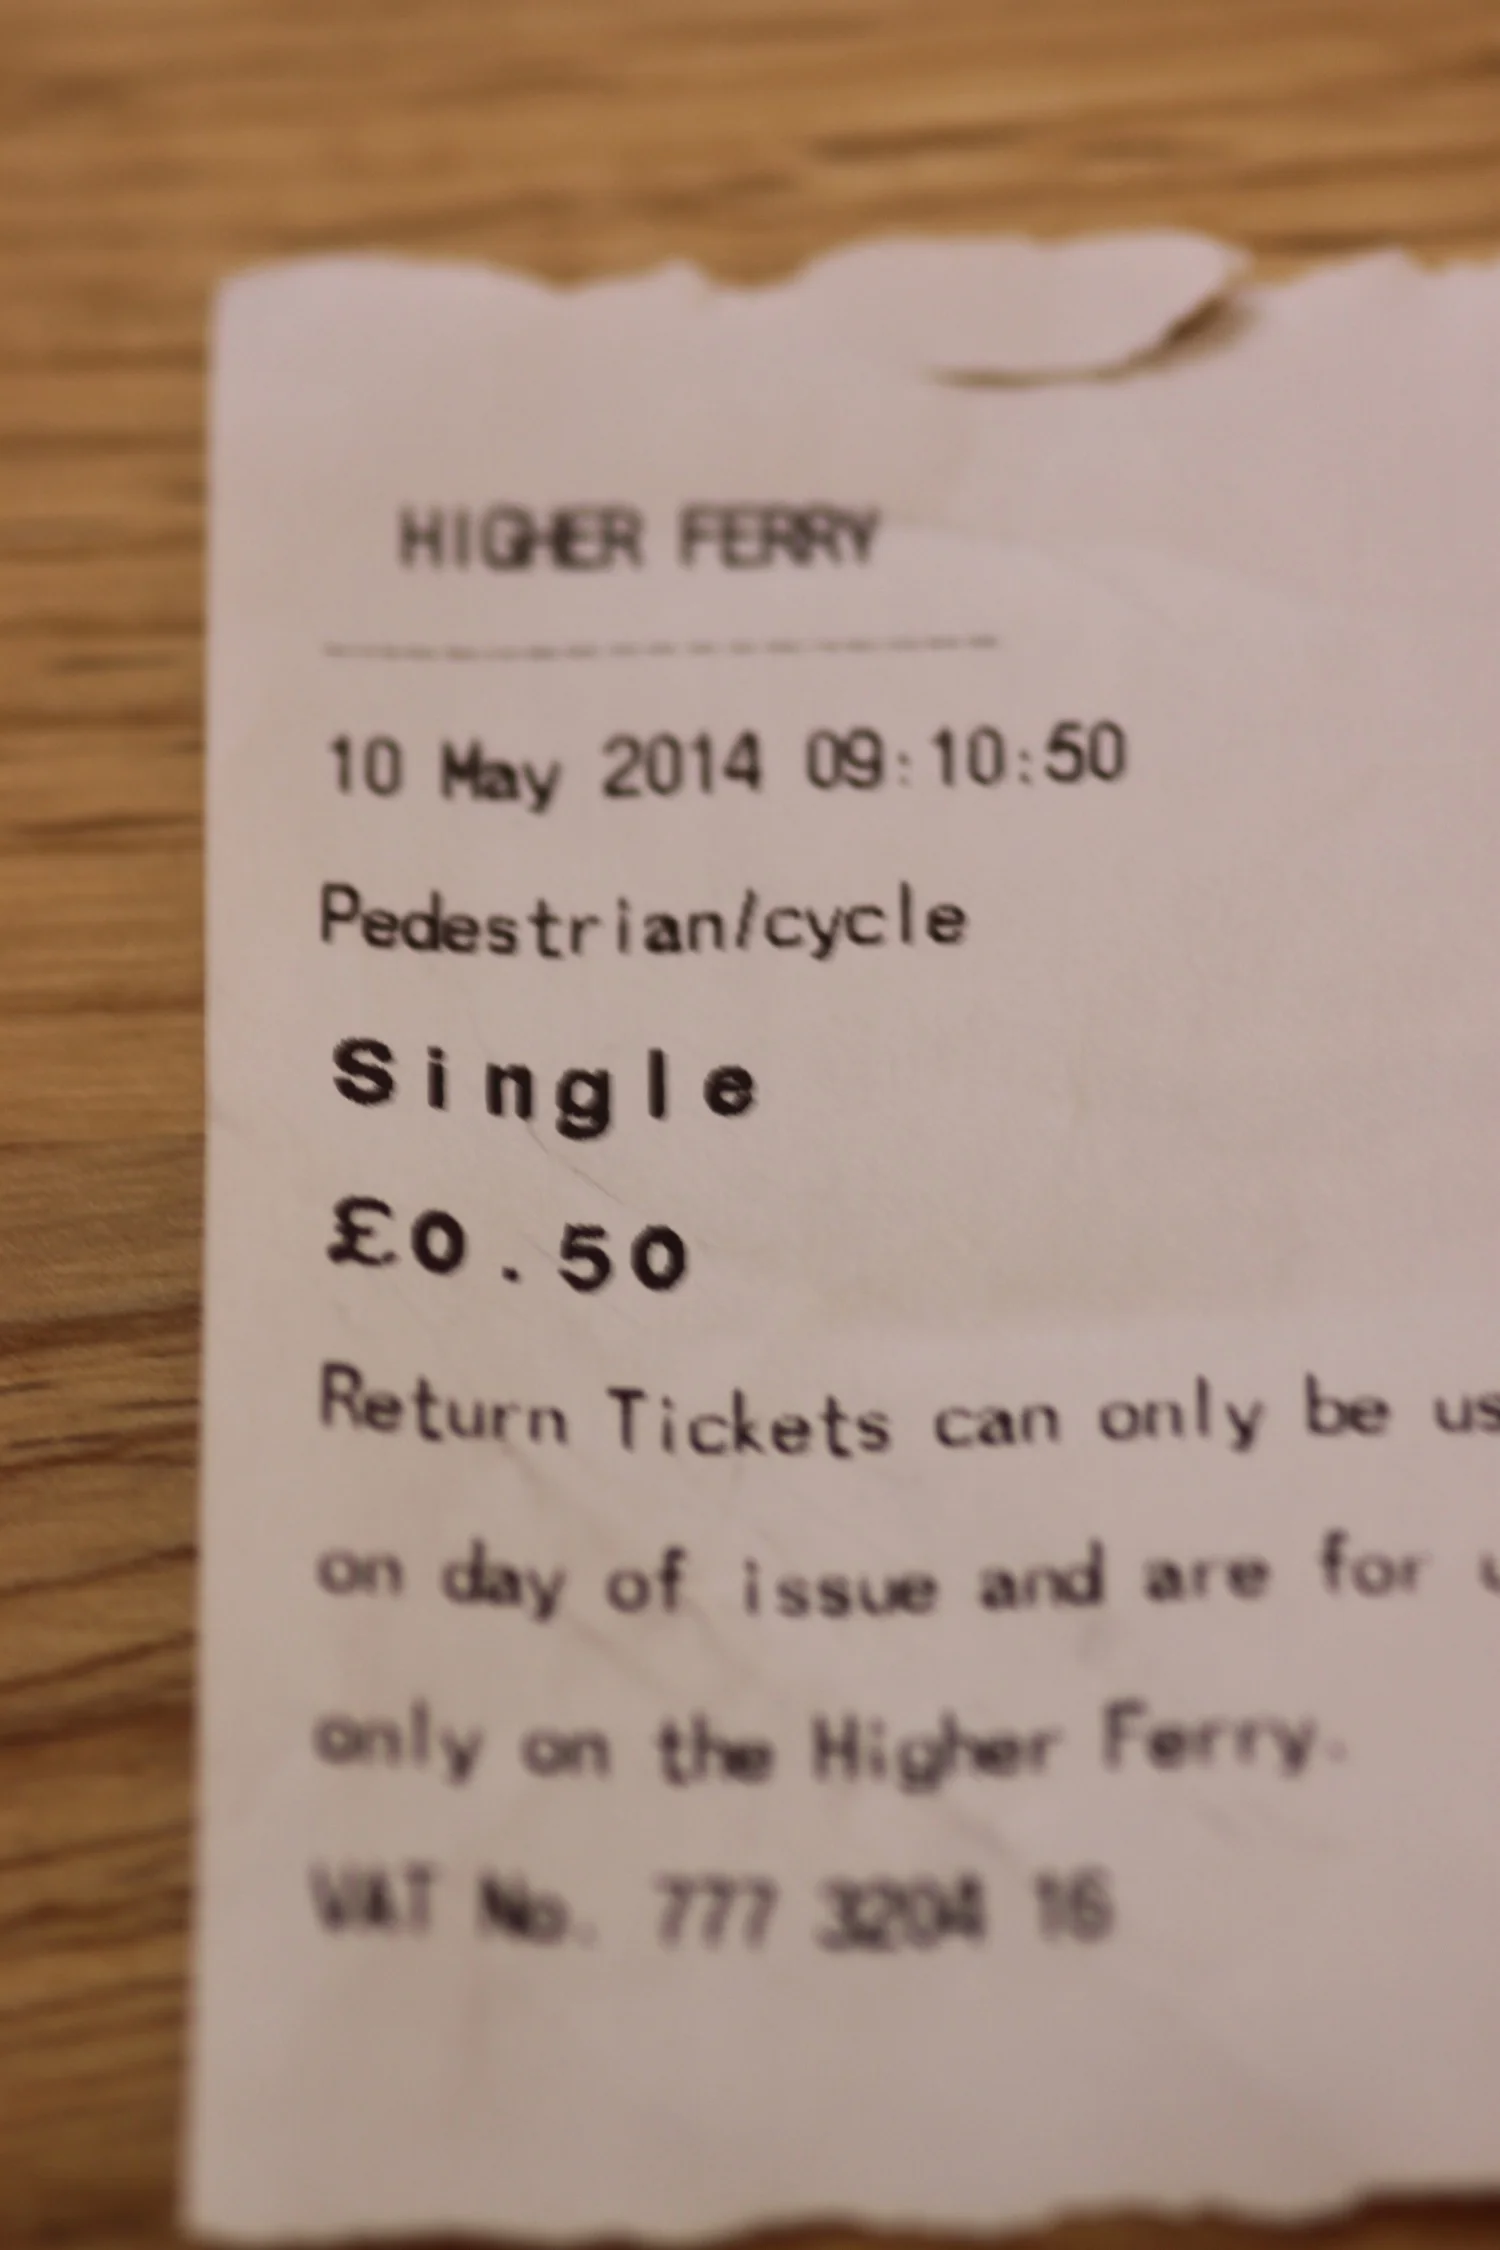 HIGHER FERRY
10 May 2014 09:10:50
Pedestrian/cycle
Single
£0.50
Return Tickets can only be us
on day of issue and are for u
only on the Higher Ferry.
VAT No. 777 3204 16